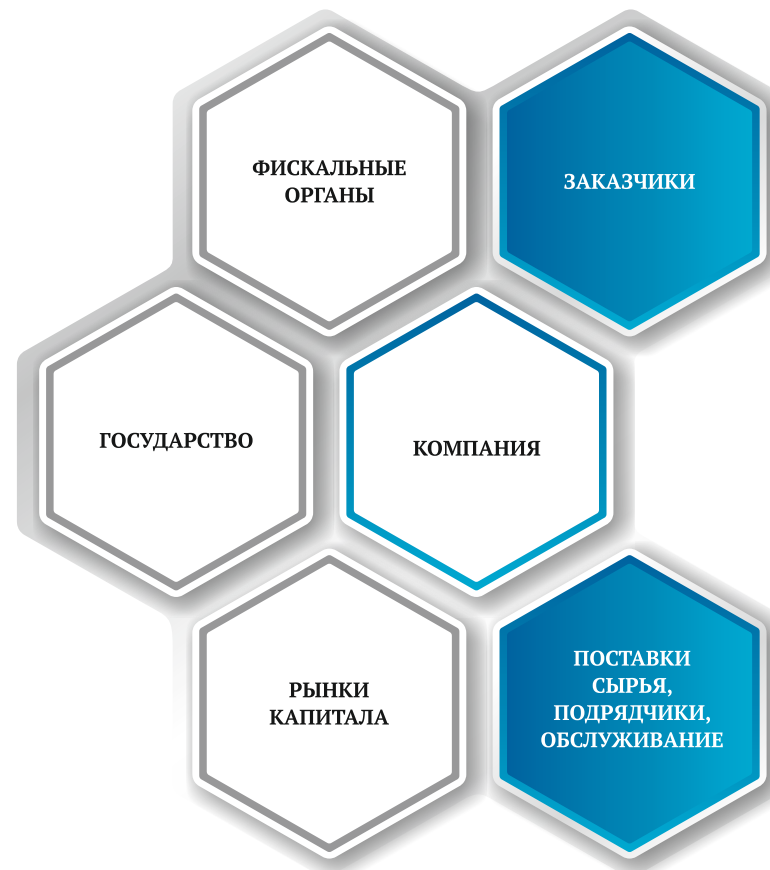 ФИСКАЛЬНЫЕ
ОРГАНЫ
ЗАКАЗЧИКИ
ГОСУДАРСТВО
КОМПАНИЯ
РЫНКИ
КАПИТАЛА
ПОСТАВКИ
СЫРЬЯ,
ПОДРЯДЧИКИ,
ОБСЛУЖИВАНИЕ